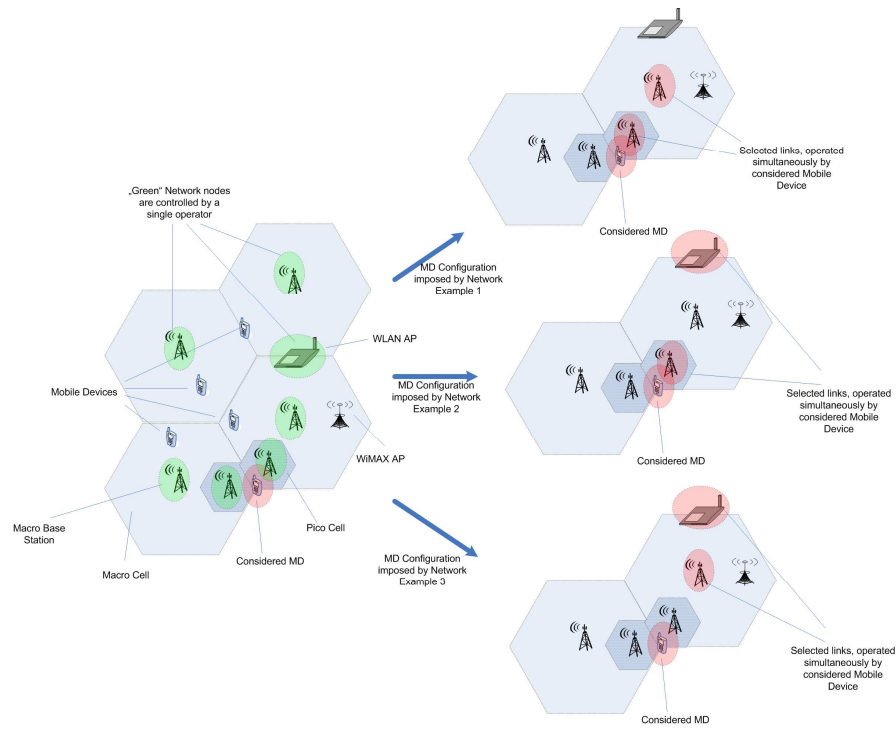 „Green“ Network nodes
are controlled by a
single operator
WLAN AP
Mobile Devices
WiMAX AP
Macro Base
Station
Pico Cell
Macro Cell
Considered MD
MD Configuration
imposed by Network
Example 1
MD Configuration
imposed by Network
Example 2
MD Configuration
imposed by Network
Example 3
Selected links, operated
simultaneously by
considered Mobile
Device
Considered MD
Selected links, operated
simultaneously by
considered Mobile
Device
Considered MD
Selected links, operated
simultaneously by
considered Mobile
Device
Considered MD